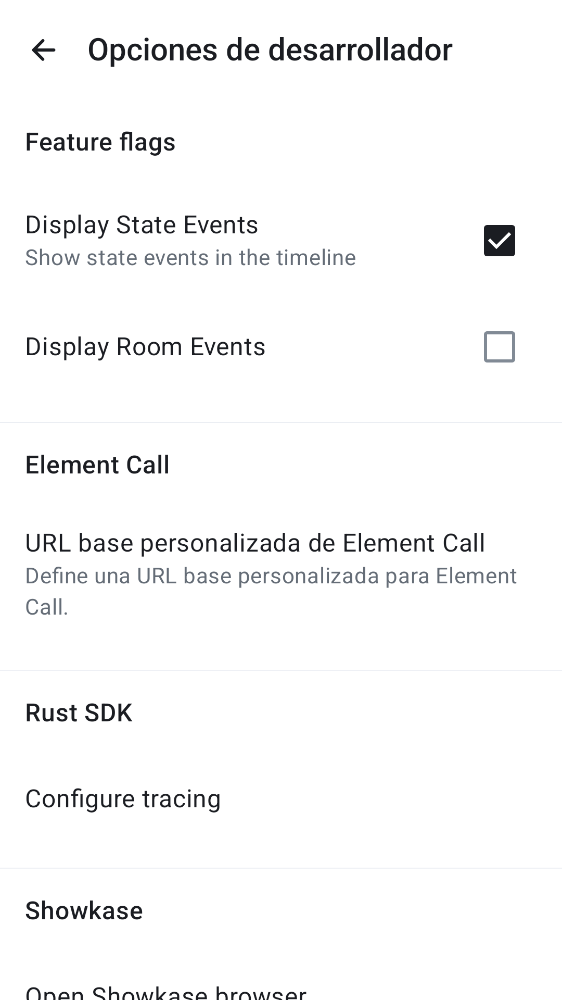 Opciones de desarrollador
Feature flags
Display State Events
Show state events in the timeline
Display Room Events
Element Call
URL base personalizada de Element Call
Define una URL base personalizada para Element
Call.
Rust SDK
Configure tracing
Showkase
Open Showkase browser